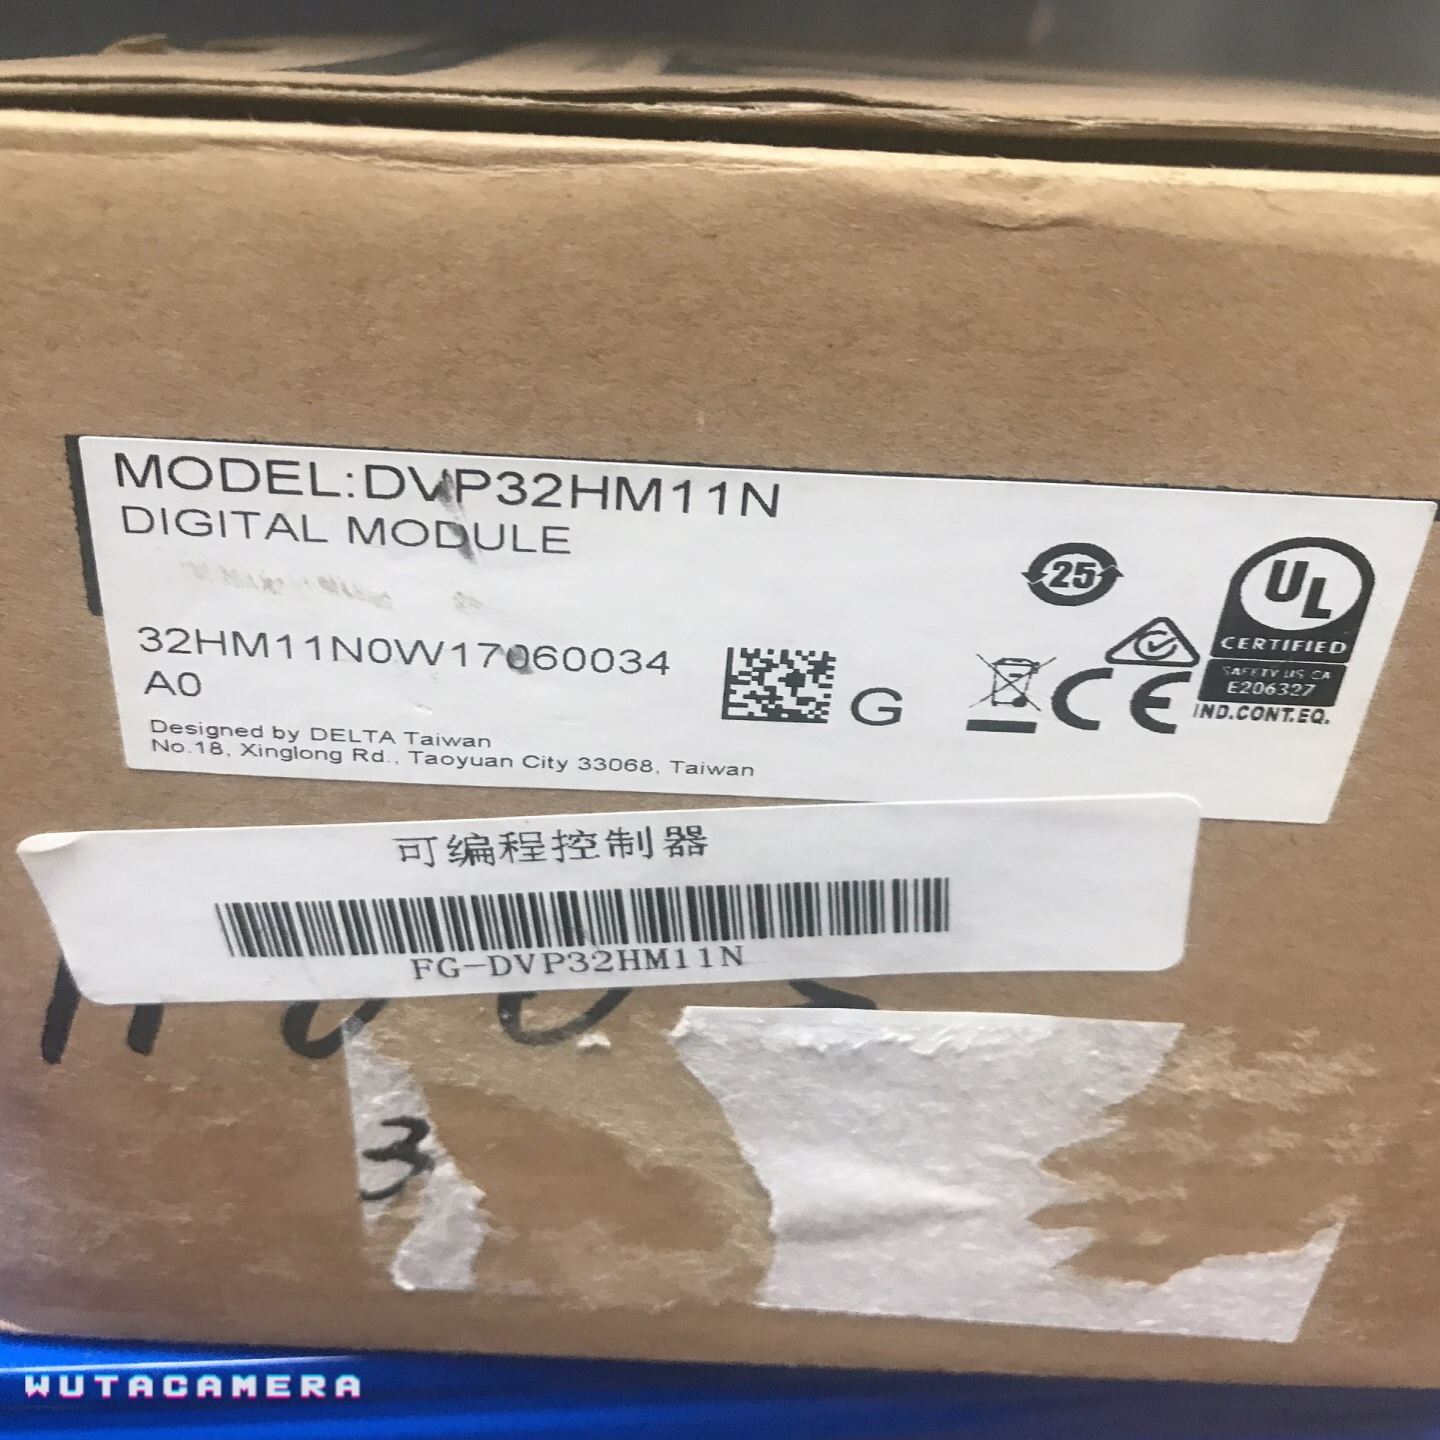 MODEL:DVP32HM11N
DIGITAL MODULE
32HM11N0W17060034
A0
G
25
UL
CERTIFIED
SAFETY US CA
E206327
CE
IND.CONT.EQ.
Designed by DELTA Taiwan
No.18, Xinglong Rd., Taoyuan City 33068, Taiwan
可编程控制器
FG-DVP32HM11N
3
WUTACAMERA